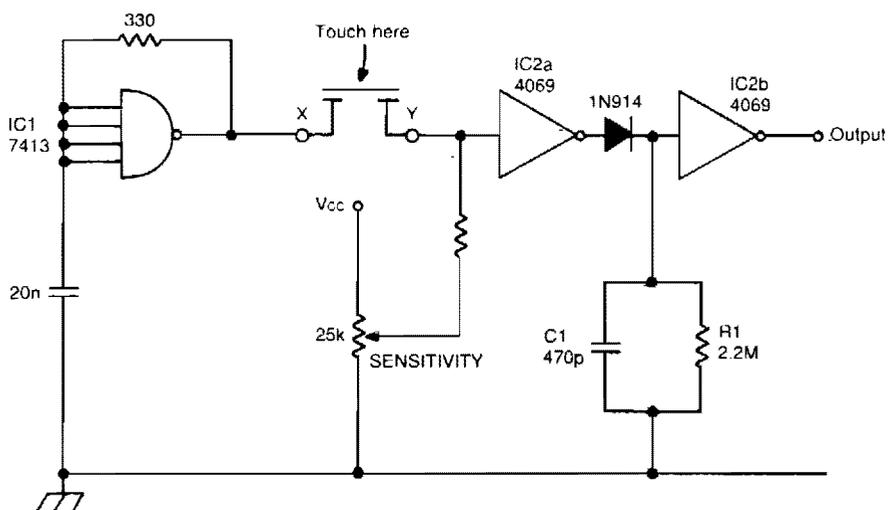 330
Touch here
IC1
7413
X
Y
IC2a
4069
1N914
IC2b
4069
Output
Vcc
20n
25k
SENSITIVITY
C1
470p
R1
2.2M